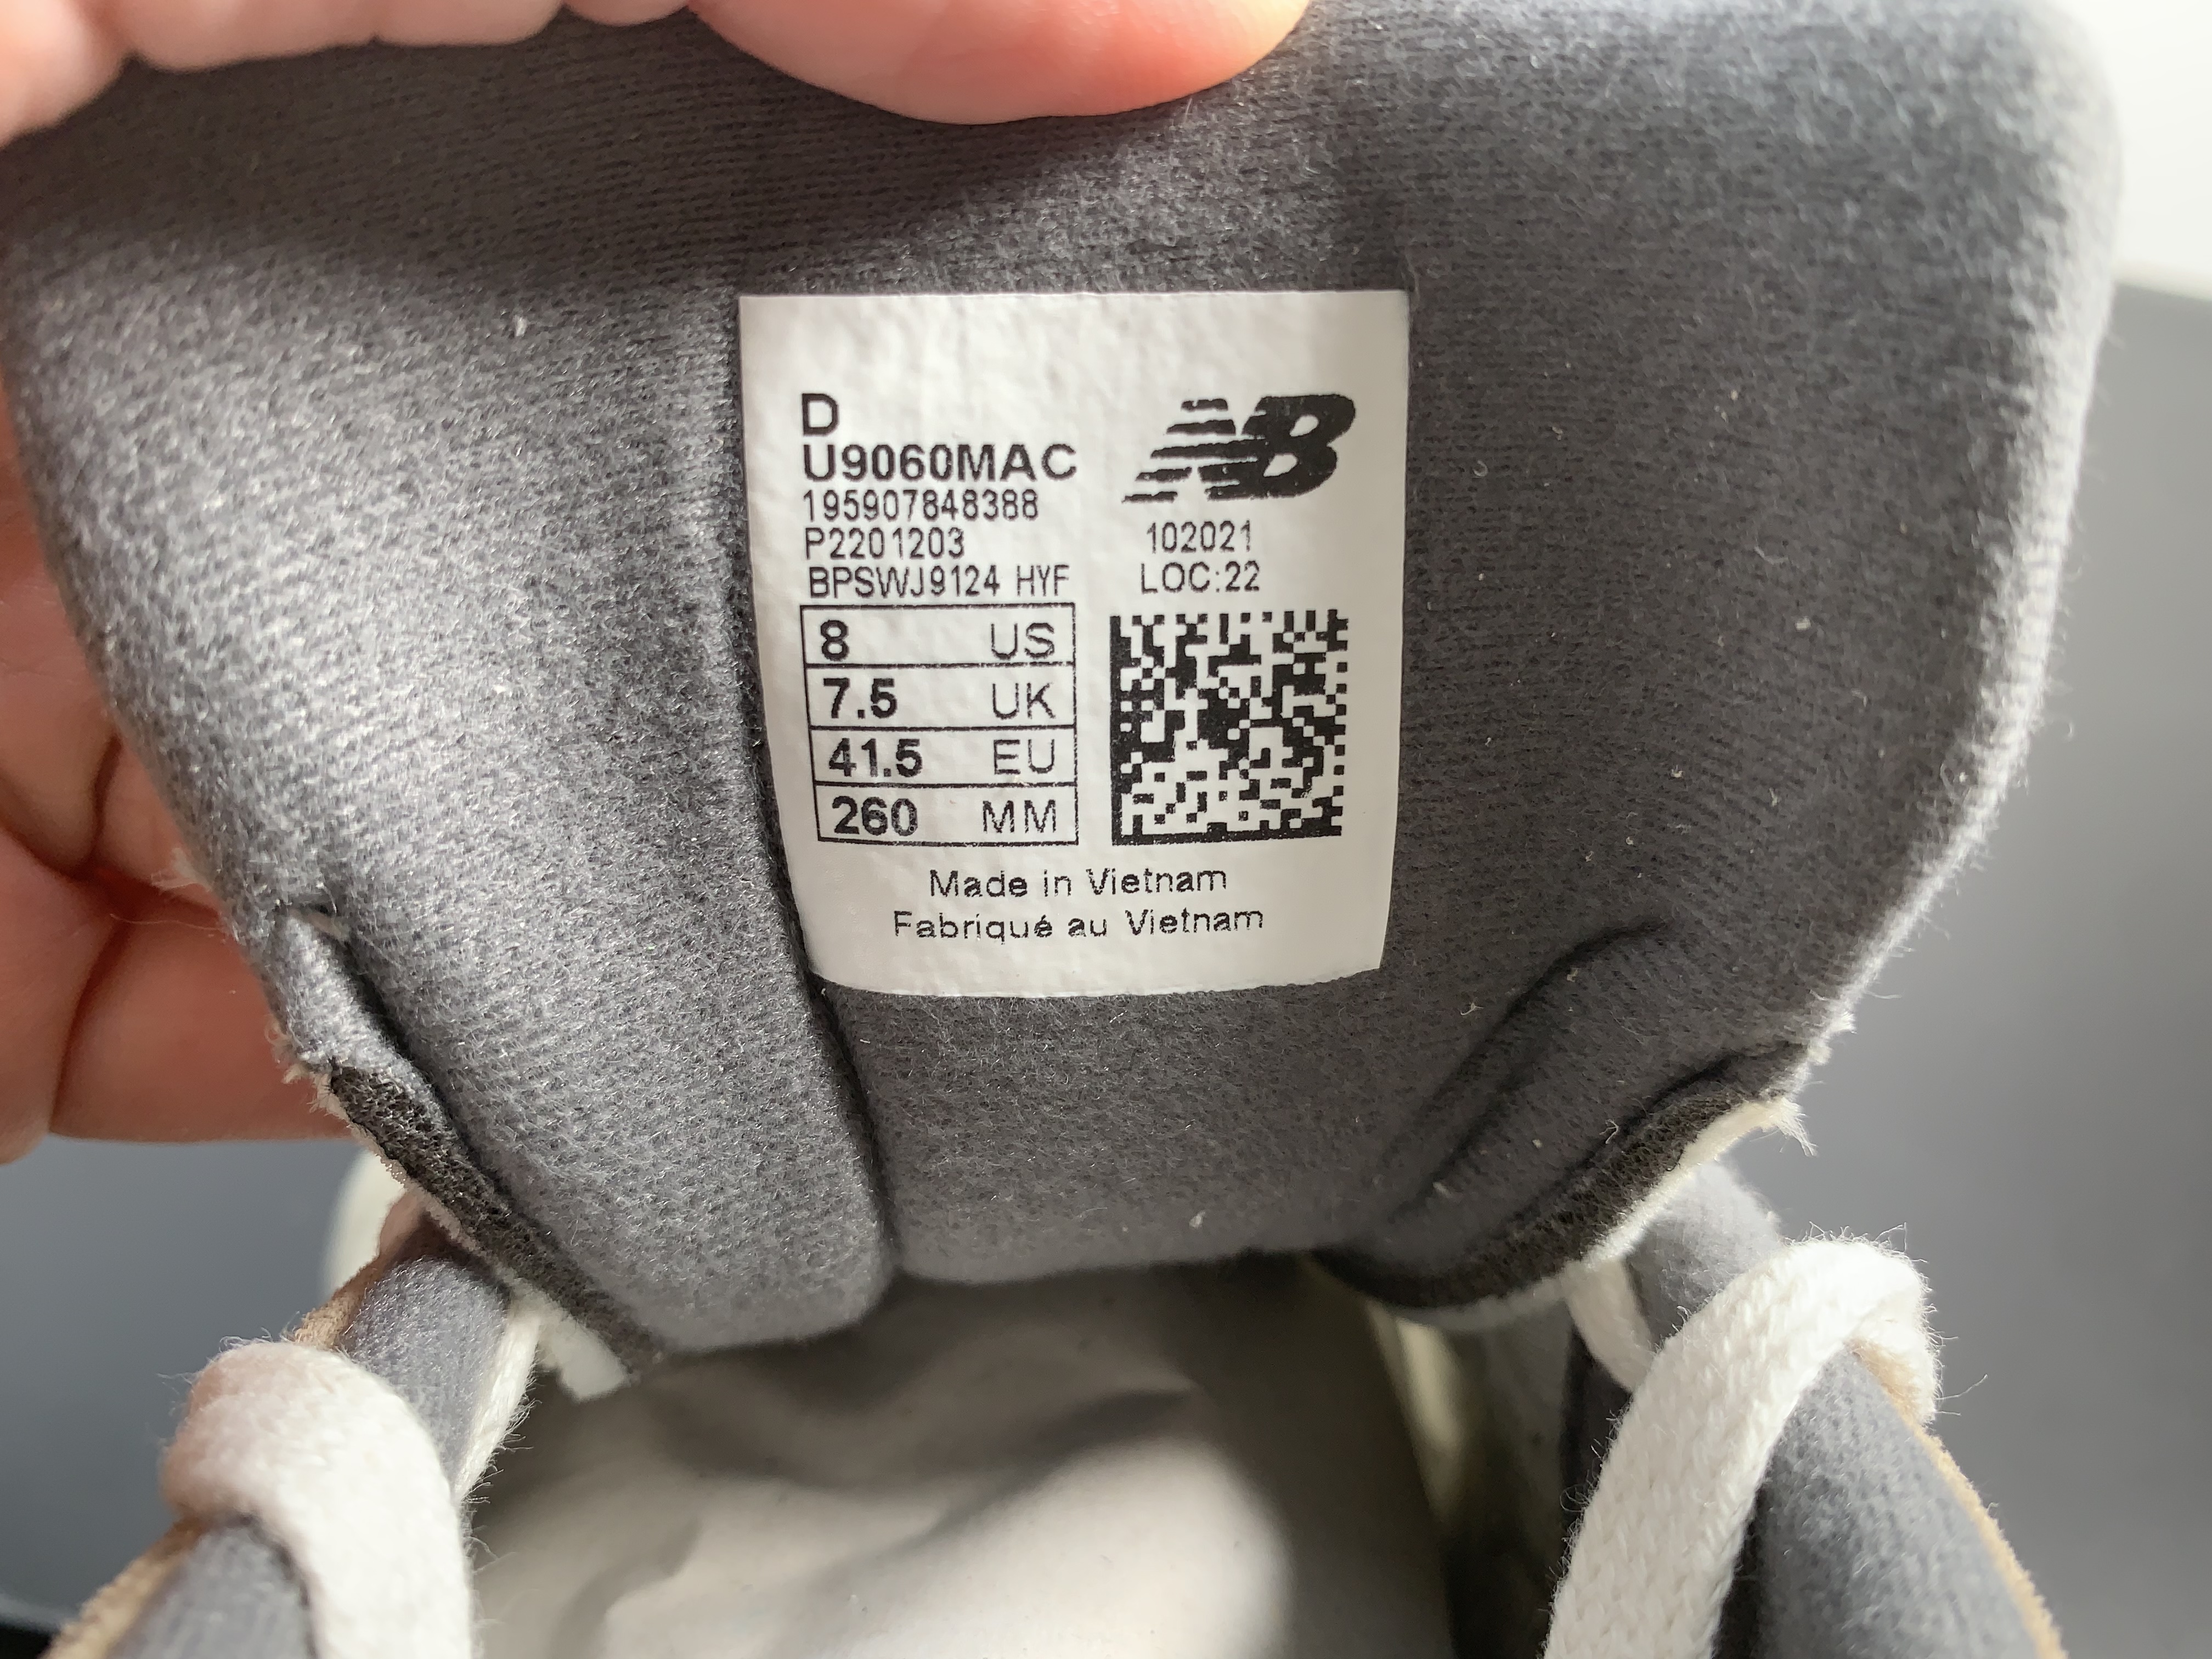 D
U9060MAC
195907848388
P2201203
BPSWJ9124 HYF
NB
102021
LOC:22
8 US
7.5 UK
41.5 EU
260 MM
Made in Vietnam
Fabriqué au Vietnam